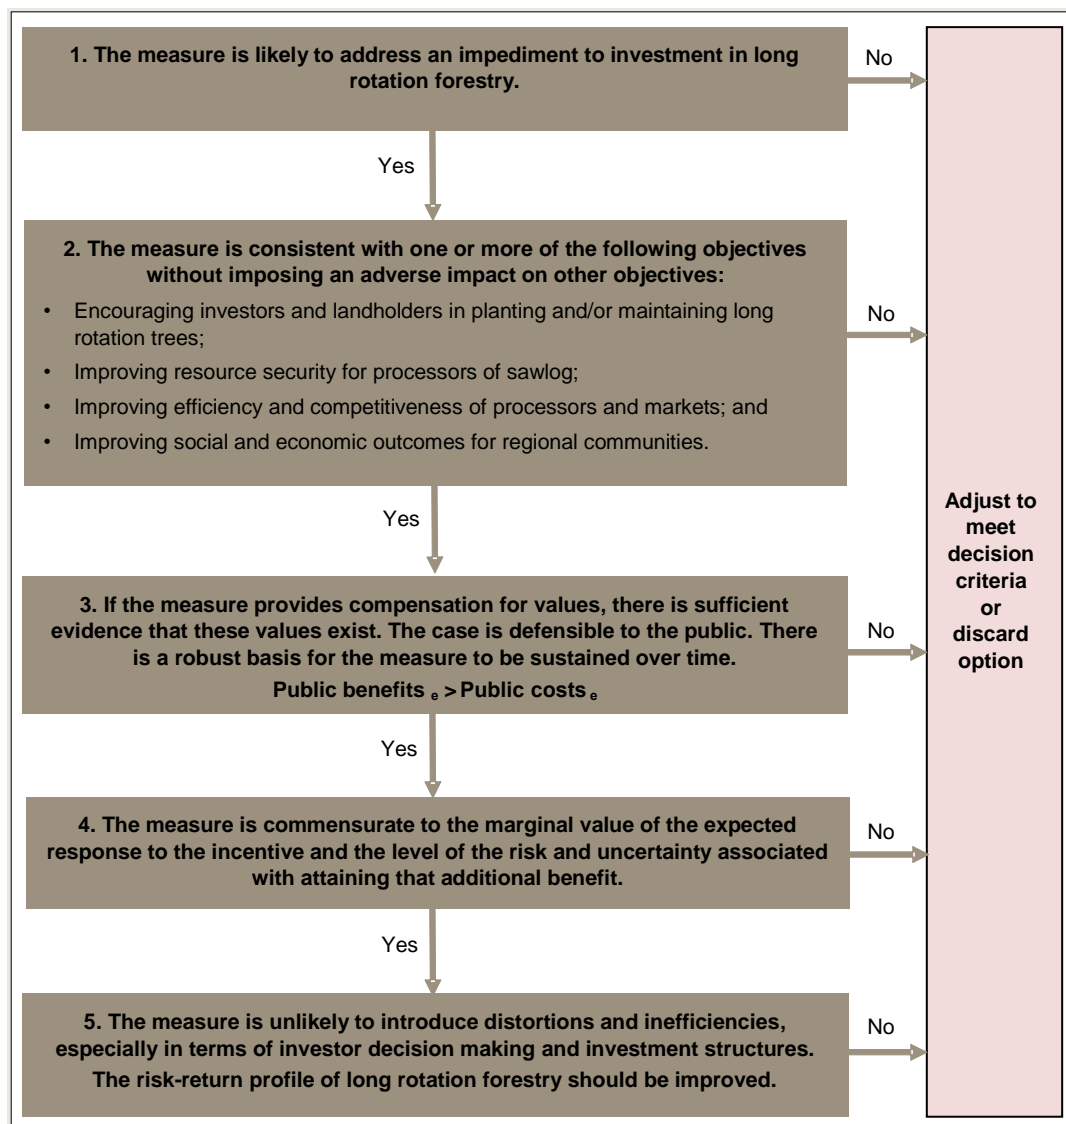 1. The measure is likely to address an impediment to investment in long
rotation forestry.
No
Yes
2. The measure is consistent with one or more of the following objectives
without imposing an adverse impact on other objectives:
• Encouraging investors and landholders in planting and/or maintaining long
rotation trees;
• Improving resource security for processors of sawlog;
• Improving efficiency and competitiveness of processors and markets; and
• Improving social and economic outcomes for regional communities.
No
Yes
3. If the measure provides compensation for values, there is sufficient
evidence that these values exist. The case is defensible to the public. There
is a robust basis for the measure to be sustained over time.
Public benefits e > Public costs e
No
Yes
4. The measure is commensurate to the marginal value of the expected
response to the incentive and the level of the risk and uncertainty associated
with attaining that additional benefit.
No
Yes
5. The measure is unlikely to introduce distortions and inefficiencies,
especially in terms of investor decision making and investment structures.
The risk-return profile of long rotation forestry should be improved.
No
Adjust to
meet
decision
criteria
or
discard
option